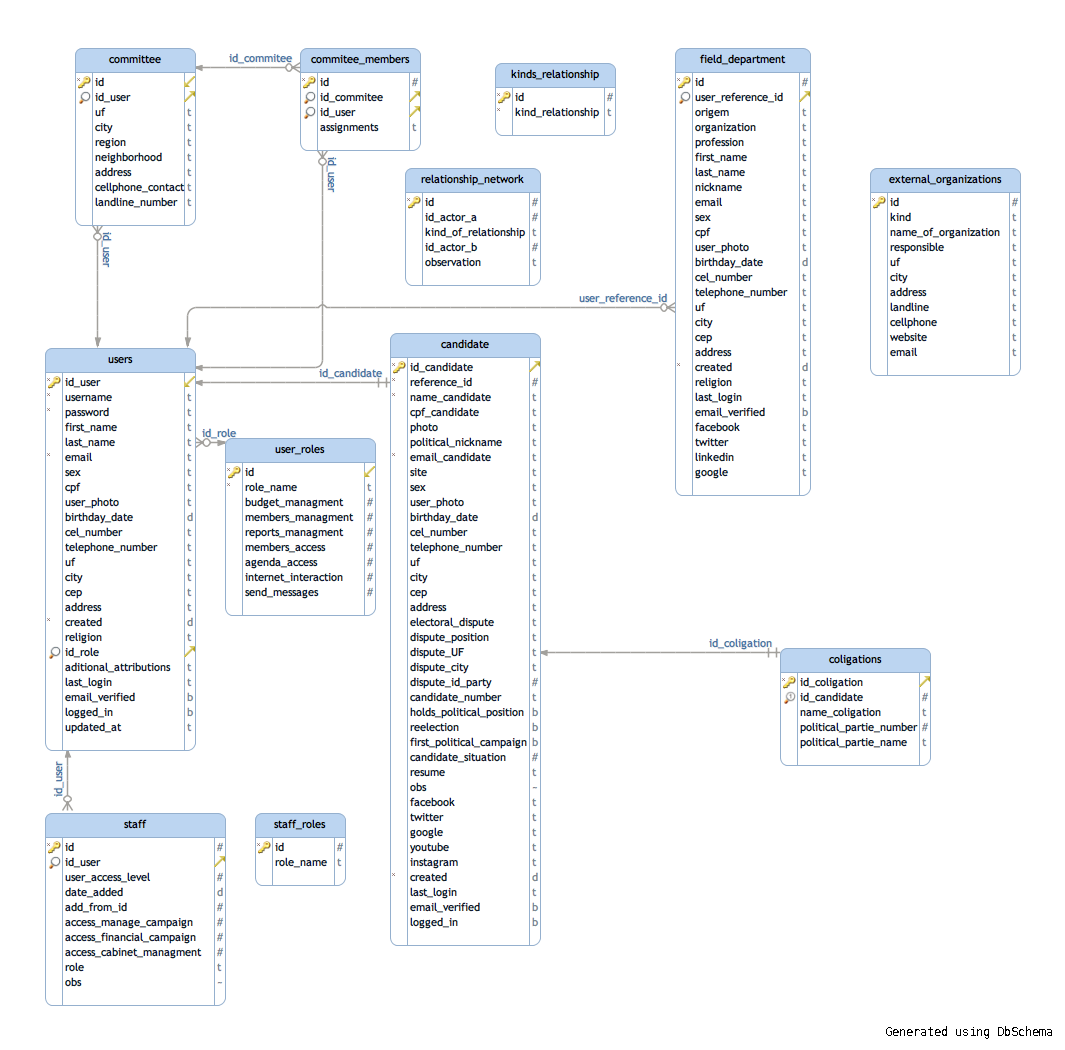 committee
id
id_user
uf t
city t
region t
neighborhood t
address t
cellphone_contact t
landline_number t
id_commitee
commitee_members
id #
id_commitee
id_user
assignments t
id_user
id_user
kinds_relationship
id #
kind_relationship t
relationship_network
id #
id_actor_a #
kind_of_relationship t
id_actor_b #
observation t
field_department
id #
user_reference_id
origem t
organization t
profession t
first_name t
last_name t
nickname t
email t
sex t
cpf t
user_photo t
birthday_date d
cel_number t
telephone_number t
uf t
city t
cep t
address t
created d
religion t
last_login t
email_verified b
facebook t
twitter t
linkedin t
google t
user_reference_id
external_organizations
id #
kind t
name_of_organization t
responsible t
uf t
city t
address t
landline t
cellphone t
website t
email t
users
id_user
username t
password t
first_name t
last_name t
email t
sex t
cpf t
user_photo t
birthday_date d
cel_number t
telephone_number t
uf t
city t
cep t
address t
created d
religion t
id_role
aditional_attributions t
last_login t
email_verified b
logged_in b
updated_at t
id_candidate
id_role
user_roles
id
role_name t
budget_managment #
members_managment #
reports_managment #
members_access #
agenda_access #
internet_interaction #
send_messages #
candidate
id_candidate
reference_id #
name_candidate t
cpf_candidate t
photo t
political_nickname t
email_candidate t
site t
sex t
user_photo t
birthday_date d
cel_number t
telephone_number t
uf t
city t
cep t
address t
electoral_dispute t
dispute_position t
dispute_UF t
dispute_city t
dispute_id_party #
candidate_number t
holds_political_position b
reelection b
first_political_campaign b
candidate_situation #
resume t
obs ~
facebook t
twitter t
google t
youtube t
instagram t
created d
last_login t
email_verified b
logged_in b
id_coligation
coligations
id_coligation
id_candidate #
name_coligation t
political_partie_number #
political_partie_name t
id_user
staff
id #
id_user
user_access_level #
date_added d
add_from_id #
access_manage_campaign #
access_financial_campaign #
access_cabinet_managment #
role t
obs ~
staff_roles
id #
role_name t
Generated using DbSchema